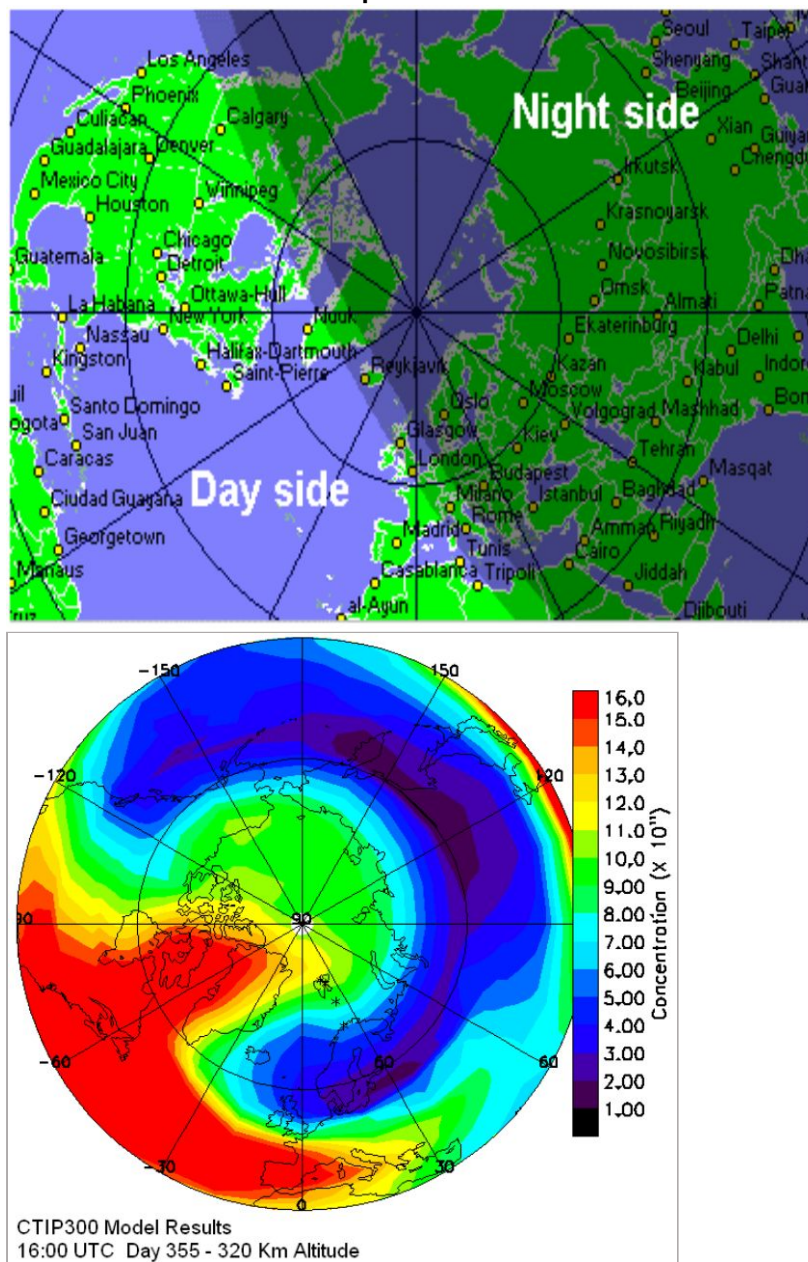 Los Angeles
Seoul
Taipei
Shenyang
Phoenix
Beijing
Night side
Culiacan
Calgary
Xian
Guadalajara
Denver
Chengdu
Mexico City
Irkutsk
Winnipeg
Houston
Krasnoyarsk
Guatemala
Chicago
Novosibirsk
Detroit
Omsk
Almati
La Habana
Ottawa-Hull
New York
Nuuk
Ekaterinburg
Delhi
Nassau
Halifax-Dartmouth
Kazan
Kabul
Kingston
Saint-Pierre
Reykjavik
Moscow
Santo Domingo
Oslo
Volgograd
Mashhad
San Juan
Glasgow
Kiev
Tehran
Caracas
London
Day side
Budapest
Masqat
Ciudad Guayana
Milano
Istanbul
Baghdad
Georgetown
Madrid
Rome
Amman
Riyadh
Manaus
Tunis
Cairo
Casablanca
Tripoli
Jiddah
al-Ayun
Djibouti
-150
150
-120
120
90
60
-60
60
-30
30
0
16.0
15.0
14.0
13.0
12.0
11.0
10.0
9.00
8.00
7.00
6.00
5.00
4.00
3.00
2.00
1.00
Concentration (x 10¹¹)
CTIP300 Model Results
16:00 UTC Day 355 - 320 Km Altitude